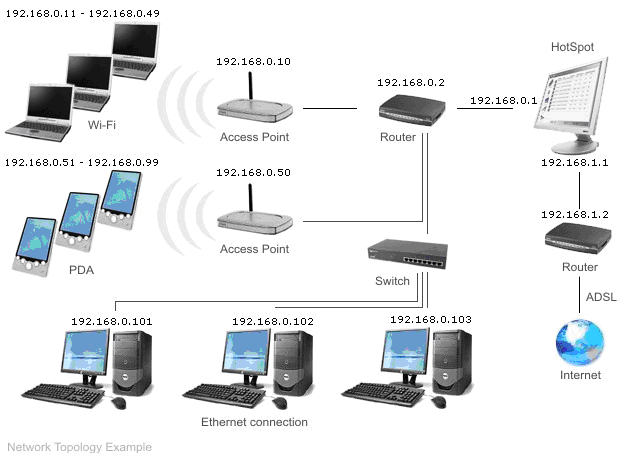 192.168.0.11 - 192.168.0.49
Wi-Fi
192.168.0.10
Access Point
192.168.0.2
Router
192.168.0.1
HotSpot
192.168.1.1
192.168.0.51 - 192.168.0.99
PDA
192.168.0.50
Access Point
192.168.1.2
Router
ADSL
Internet
Switch
192.168.0.101
192.168.0.102
192.168.0.103
Ethernet connection
Network Topology Example